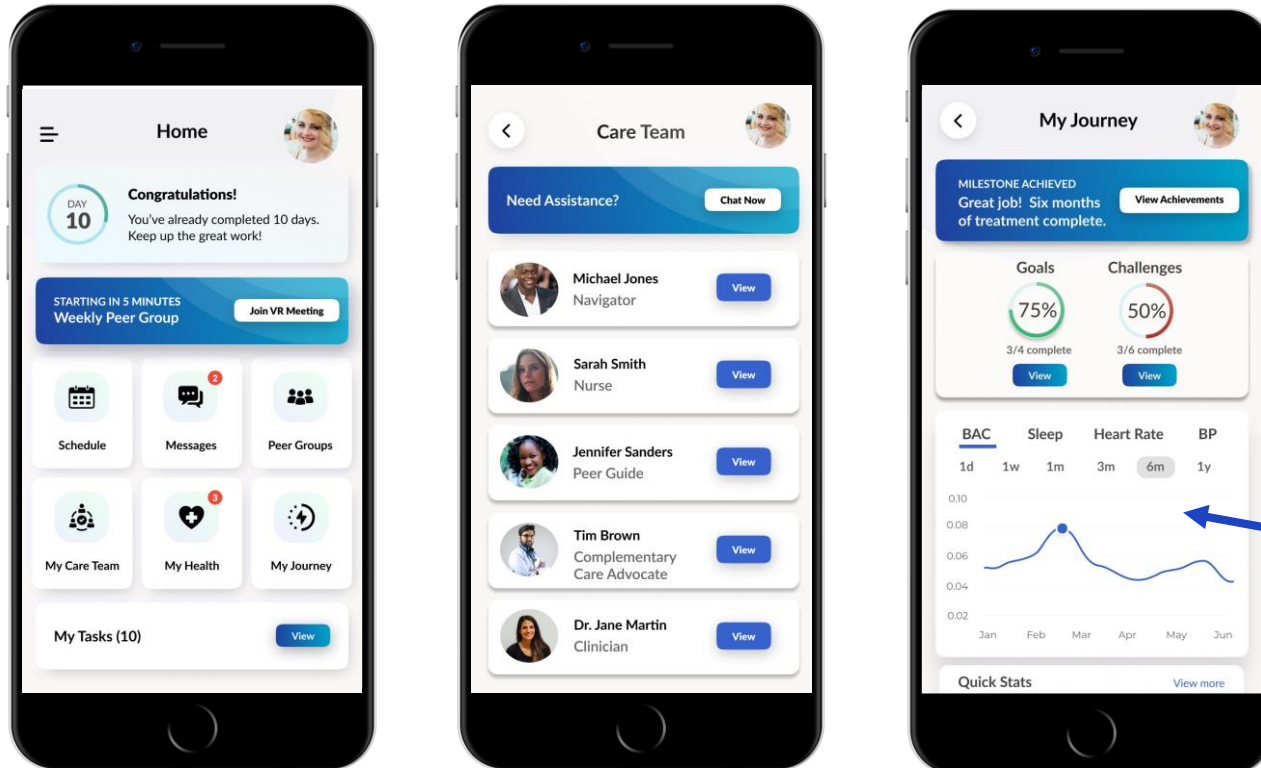 Home
DAY
10
Congratulations!
You've already completed 10 days.
Keep up the great work!
STARTING IN 5 MINUTES
Weekly Peer Group
Join VR Meeting
Schedule
2
Messages
Peer Groups
My Care Team
3
My Health
My Journey
My Tasks (10)
View
Care Team
Need Assistance?
Chat Now
Michael Jones
Navigator
View
Sarah Smith
Nurse
View
Jennifer Sanders
Peer Guide
View
Tim Brown
Complementary
Care Advocate
View
Dr. Jane Martin
Clinician
View
My Journey
MILESTONE ACHIEVED
Great job! Six months
of treatment complete.
View Achievements
Goals Challenges
75% 50%
3/4 complete 3/6 complete
View View
BAC Sleep Heart Rate BP
1d 1w 1m 3m 6m 1y
0.10
0.08
0.06
0.04
0.02
Jan Feb Mar Apr May Jun
Quick Stats View more